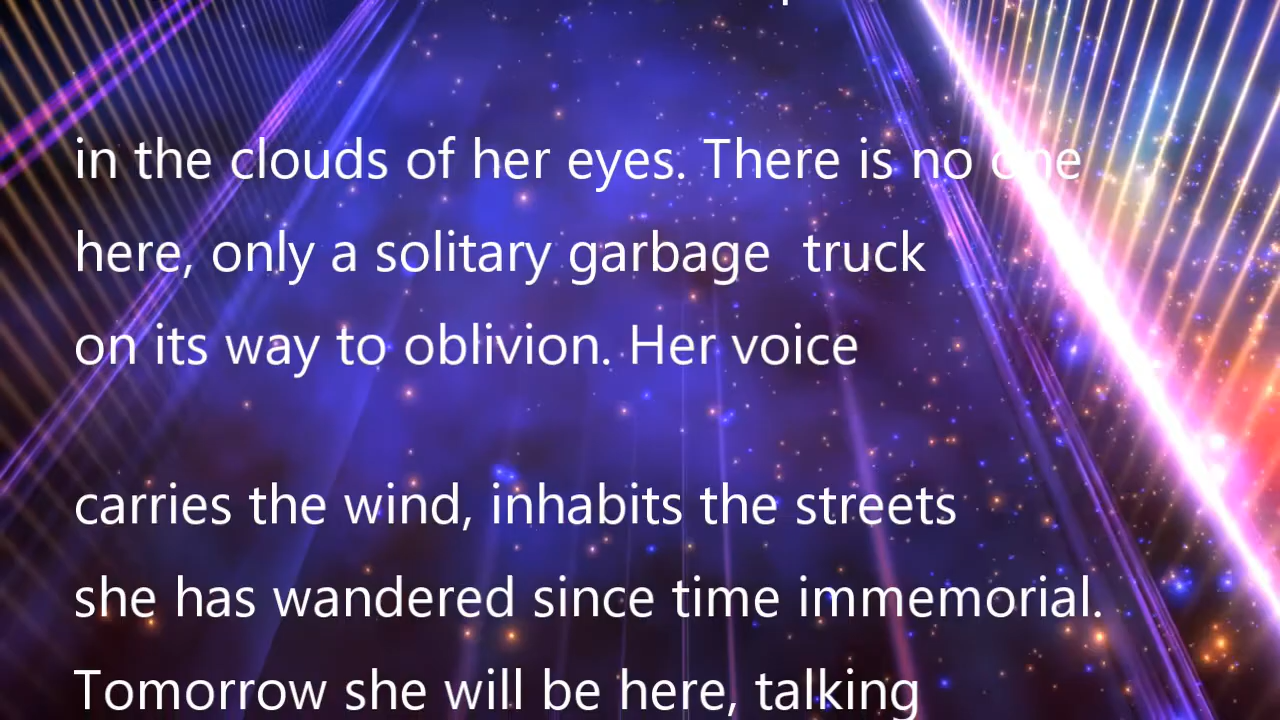 in the clouds of her eyes. There is no one
here, only a solitary garbage  truck
on its way to oblivion. Her voice
carries the wind, inhabits the streets
she has wandered since time immemorial.
Tomorrow she will be here, talking